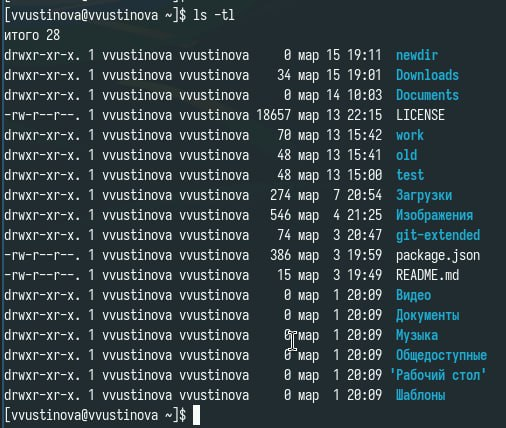 [vvustinova@vvustinova ~]$ ls -tl
итого 28
drwxr-xr-x. 1 vvustinova vvustinova     0 мар 15 19:11  newdir
drwxr-xr-x. 1 vvustinova vvustinova    34 мар 15 19:01  Downloads
drwxr-xr-x. 1 vvustinova vvustinova     0 мар 14 10:03  Documents
-rw-r--r--. 1 vvustinova vvustinova 18657 мар 13 22:15  LICENSE
drwxr-xr-x. 1 vvustinova vvustinova    70 мар 13 15:42  work
drwxr-xr-x. 1 vvustinova vvustinova    48 мар 13 15:41  old
drwxr-xr-x. 1 vvustinova vvustinova    48 мар 13 15:00  test
drwxr-xr-x. 1 vvustinova vvustinova   274 мар  7 20:54  Загрузки
drwxr-xr-x. 1 vvustinova vvustinova   546 мар  4 21:25  Изображения
drwxr-xr-x. 1 vvustinova vvustinova    74 мар  3 20:47  git-extended
-rw-r--r--. 1 vvustinova vvustinova   386 мар  3 19:59  package.json
-rw-r--r--. 1 vvustinova vvustinova    15 мар  3 19:49  README.md
drwxr-xr-x. 1 vvustinova vvustinova     0 мар  1 20:09  Видео
drwxr-xr-x. 1 vvustinova vvustinova     0 мар  1 20:09  Документы
drwxr-xr-x. 1 vvustinova vvustinova     0 мар  1 20:09  Музыка
drwxr-xr-x. 1 vvustinova vvustinova     0 мар  1 20:09  Общедоступные
drwxr-xr-x. 1 vvustinova vvustinova     0 мар  1 20:09 'Рабочий стол'
drwxr-xr-x. 1 vvustinova vvustinova     0 мар  1 20:09  Шаблоны
[vvustinova@vvustinova ~]$